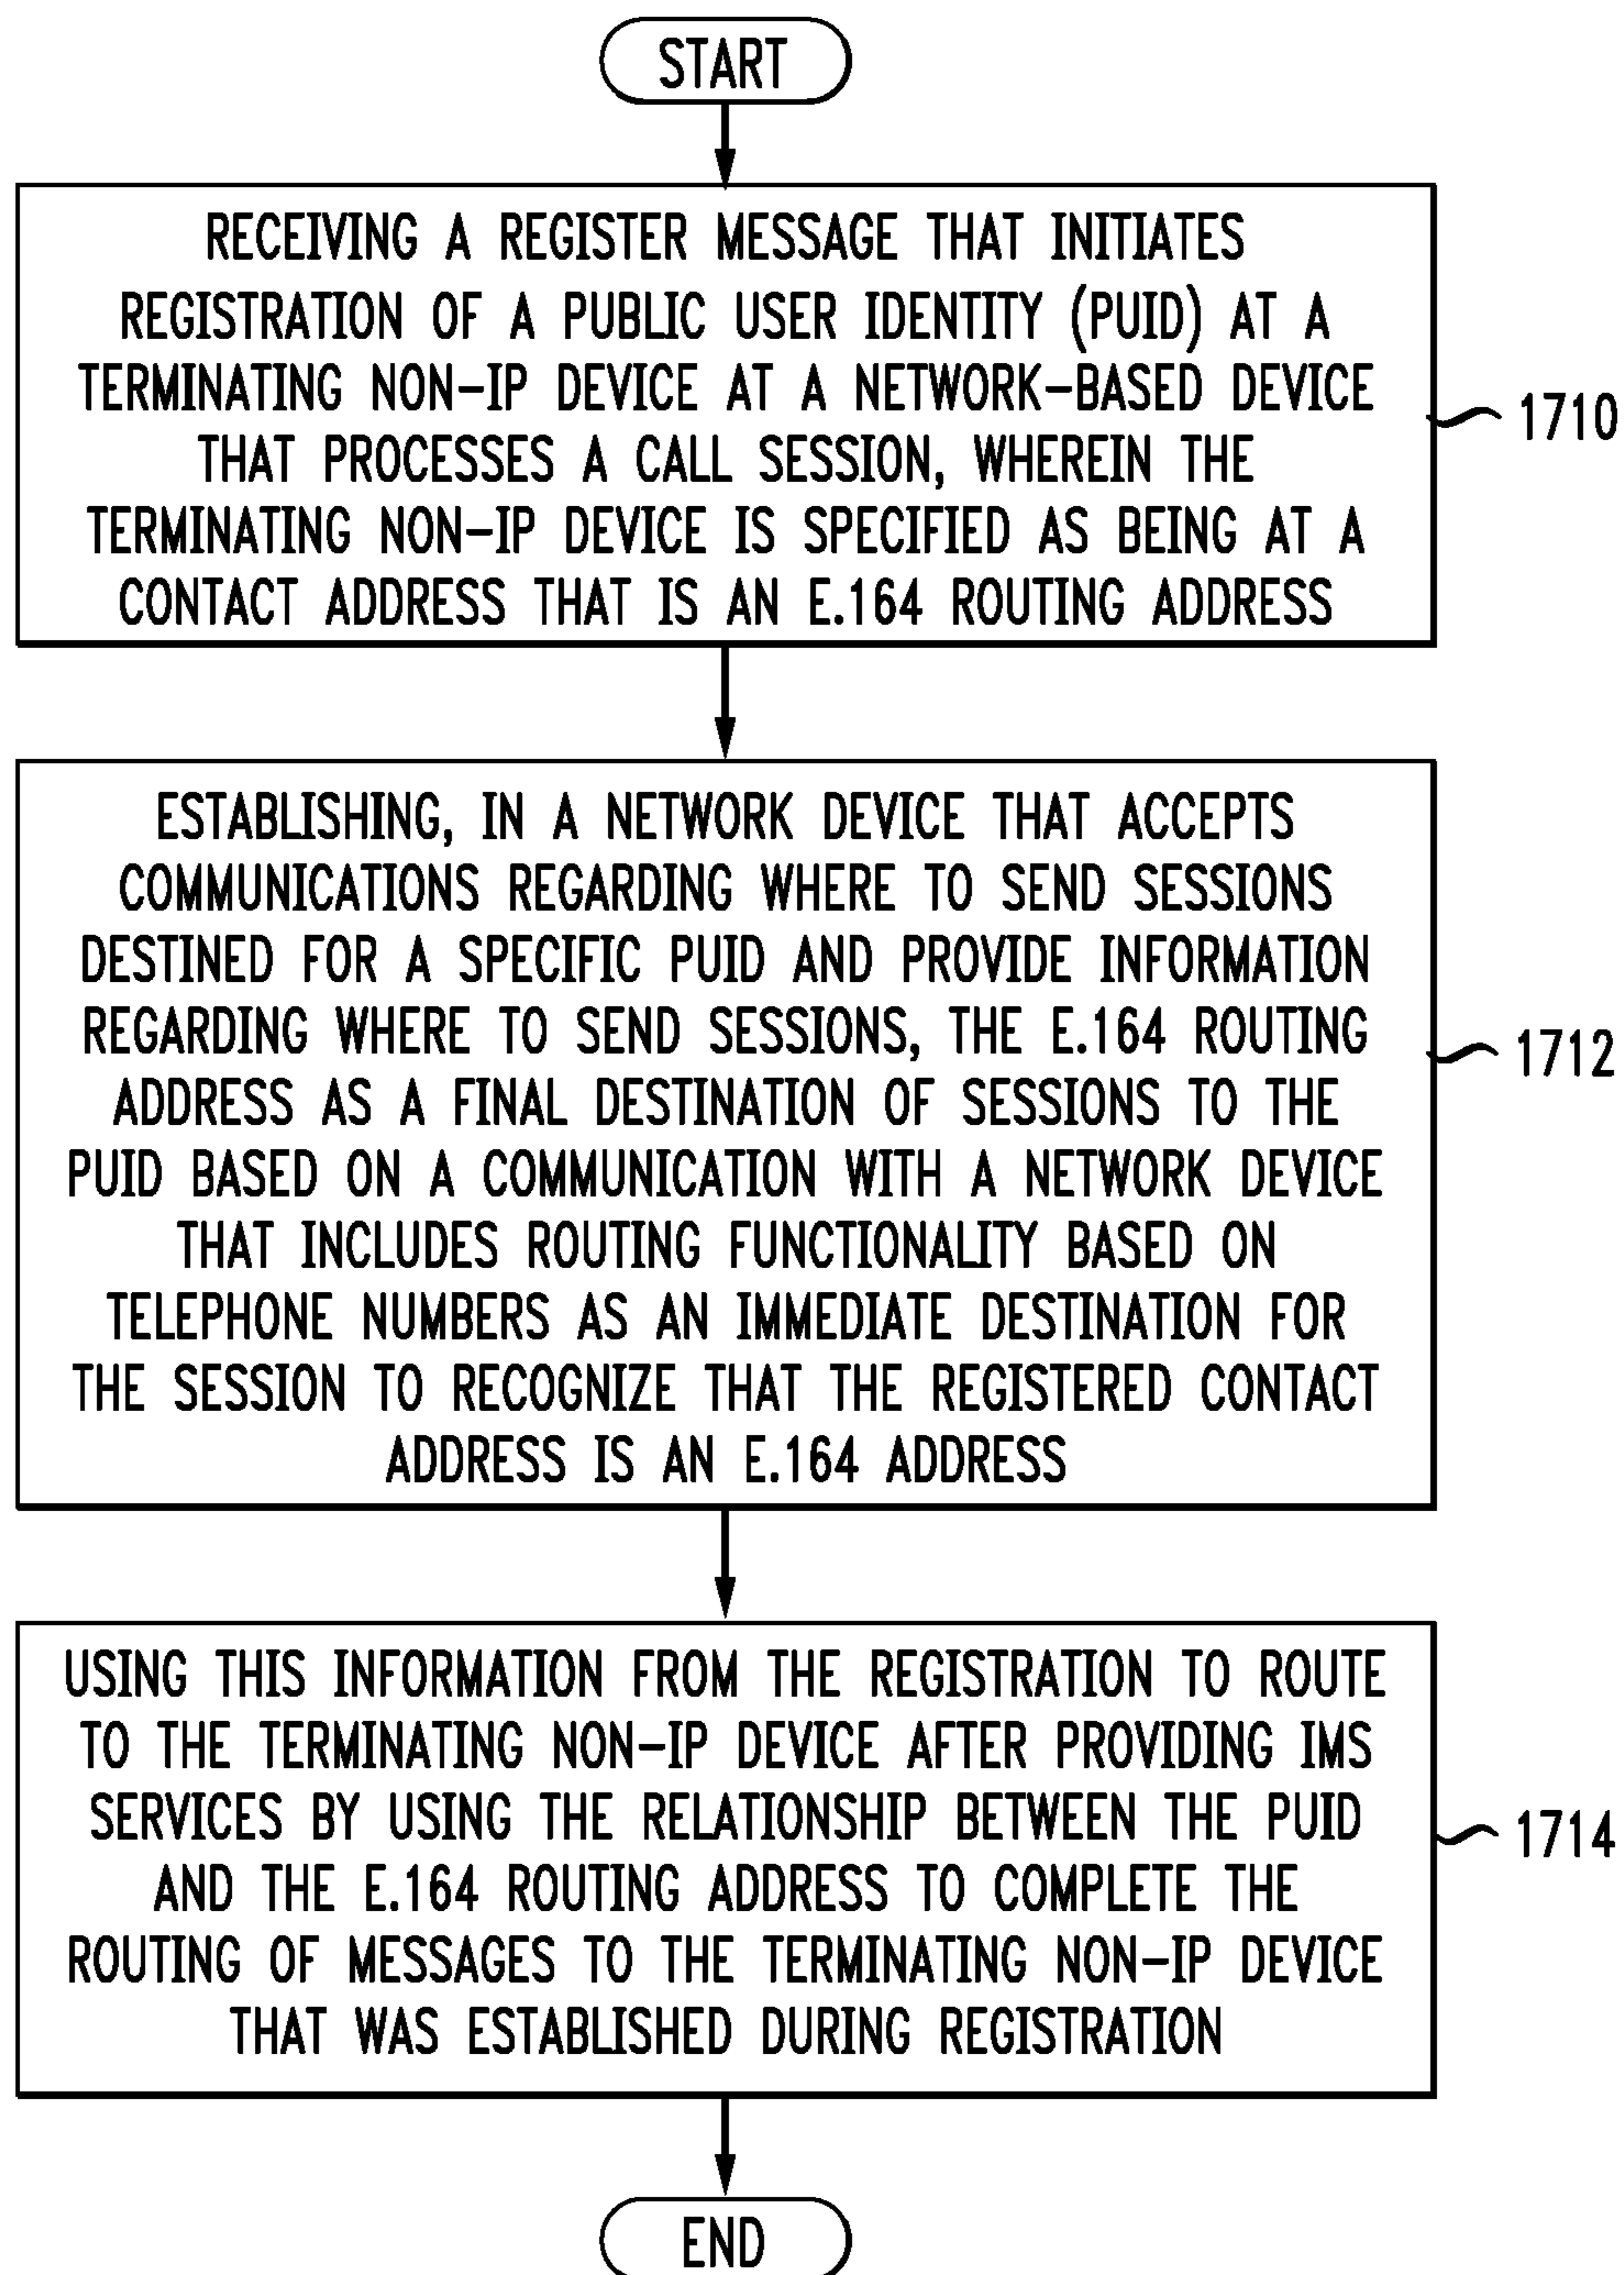 START
RECEIVING A REGISTER MESSAGE THAT INITIATES
REGISTRATION OF A PUBLIC USER IDENTITY (PUID) AT A
TERMINATING NON-IP DEVICE AT A NETWORK-BASED DEVICE
THAT PROCESSES A CALL SESSION, WHEREIN THE
TERMINATING NON-IP DEVICE IS SPECIFIED AS BEING AT A
CONTACT ADDRESS THAT IS AN E.164 ROUTING ADDRESS
1710
ESTABLISHING, IN A NETWORK DEVICE THAT ACCEPTS
COMMUNICATIONS REGARDING WHERE TO SEND SESSIONS
DESTINED FOR A SPECIFIC PUID AND PROVIDE INFORMATION
REGARDING WHERE TO SEND SESSIONS, THE E.164 ROUTING
ADDRESS AS A FINAL DESTINATION OF SESSIONS TO THE
PUID BASED ON A COMMUNICATION WITH A NETWORK DEVICE
THAT INCLUDES ROUTING FUNCTIONALITY BASED ON
TELEPHONE NUMBERS AS AN IMMEDIATE DESTINATION FOR
THE SESSION TO RECOGNIZE THAT THE REGISTERED CONTACT
ADDRESS IS AN E.164 ADDRESS
1712
USING THIS INFORMATION FROM THE REGISTRATION TO ROUTE
TO THE TERMINATING NON-IP DEVICE AFTER PROVIDING IMS
SERVICES BY USING THE RELATIONSHIP BETWEEN THE PUID
AND THE E.164 ROUTING ADDRESS TO COMPLETE THE
ROUTING OF MESSAGES TO THE TERMINATING NON-IP DEVICE
THAT WAS ESTABLISHED DURING REGISTRATION
1714
END